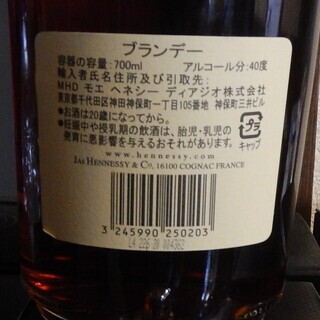 ブランデー
容器の容量:700ml アルコール分:40度
輸入者氏名住所及び引取先:
MHD モエ ヘネシー ディアジオ株式会社
東京都千代田区神田神保町一丁目105番地 神保町三井ビル
●お酒は20歳になってから。
●妊娠中や授乳期の飲酒は、胎児・乳児の
発育に悪影響を与えるおそれがあります。
プラ
キャップ
www.hennessy.com
JAS HENNESSY & CO, 16100 COGNAC FRANCE
3 245990 250203